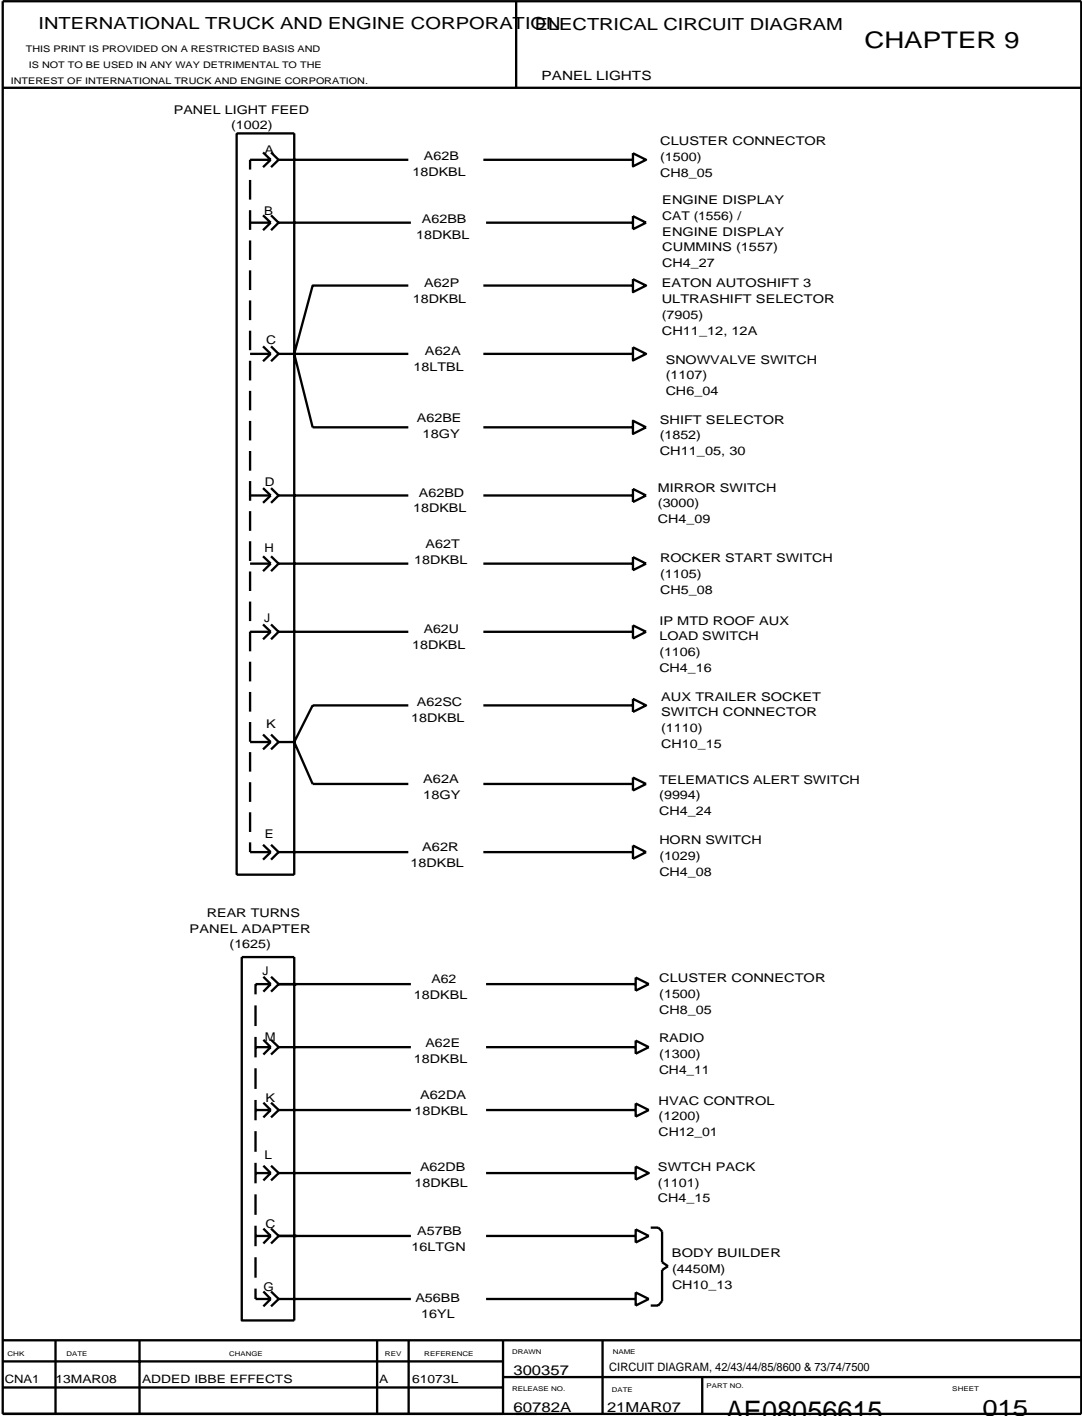 INTERNATIONAL TRUCK AND ENGINE CORPORATION
ELECTRICAL CIRCUIT DIAGRAM
CHAPTER 9
THIS PRINT IS PROVIDED ON A RESTRICTED BASIS AND
IS NOT TO BE USED IN ANY WAY DETRIMENTAL TO THE
INTEREST OF INTERNATIONAL TRUCK AND ENGINE CORPORATION.
PANEL LIGHTS
PANEL LIGHT FEED
(1002)
A
A62B
18DKBL
CLUSTER CONNECTOR
(1500)
CH8_05
B
A62BB
18DKBL
ENGINE DISPLAY
CAT (1556) /
ENGINE DISPLAY
CUMMINS (1557)
CH4_27
C
A62P
18DKBL
EATON AUTOSHIFT 3
ULTRASHIFT SELECTOR
(7905)
CH11_12, 12A
A62A
18LTBL
SNOWVALVE SWITCH
(1107)
CH6_04
A62BE
18GY
SHIFT SELECTOR
(1852)
CH11_05, 30
D
A62BD
18DKBL
MIRROR SWITCH
(3000)
CH4_09
H
A62T
18DKBL
ROCKER START SWITCH
(1105)
CH5_08
J
A62U
18DKBL
IP MTD ROOF AUX
LOAD SWITCH
(1106)
CH4_16
K
A62SC
18DKBL
AUX TRAILER SOCKET
SWITCH CONNECTOR
(1110)
CH10_15
A62A
18GY
TELEMATICS ALERT SWITCH
(9994)
CH4_24
E
A62R
18DKBL
HORN SWITCH
(1029)
CH4_08
REAR TURNS
PANEL ADAPTER
(1625)
J
A62
18DKBL
CLUSTER CONNECTOR
(1500)
CH8_05
M
A62E
18DKBL
RADIO
(1300)
CH4_11
K
A62DA
18DKBL
HVAC CONTROL
(1200)
CH12_01
L
A62DB
18DKBL
SWTCH PACK
(1101)
CH4_15
C
A57BB
16LTGN
G
A56BB
16YL
BODY BUILDER
(4450M)
CH10_13
CHK DATE CHANGE REV REFERENCE
CNA1 13MAR08 ADDED IBBE EFFECTS A 61073L
DRAWN
300357
NAME
CIRCUIT DIAGRAM, 42/43/44/85/8600 & 73/74/7500
RELEASE NO.
60782A
DATE
21MAR07
PART NO.
AE08056615
SHEET
015